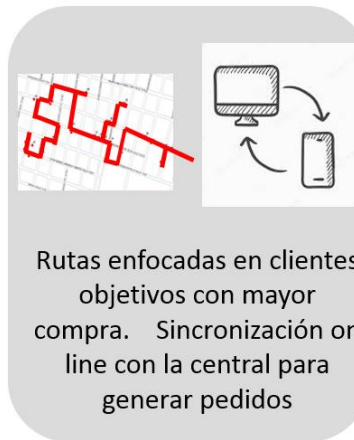 Rutas enfocadas en clientes
objetivos con mayor
compra. Sincronización on
line con la central para
generar pedidos